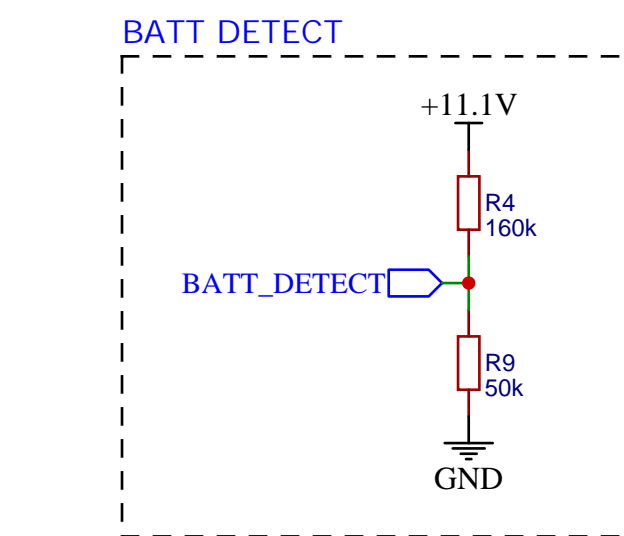 BATT DETECT
+11.1V
R4
160k
BATT_DETECT
R9
50k
GND